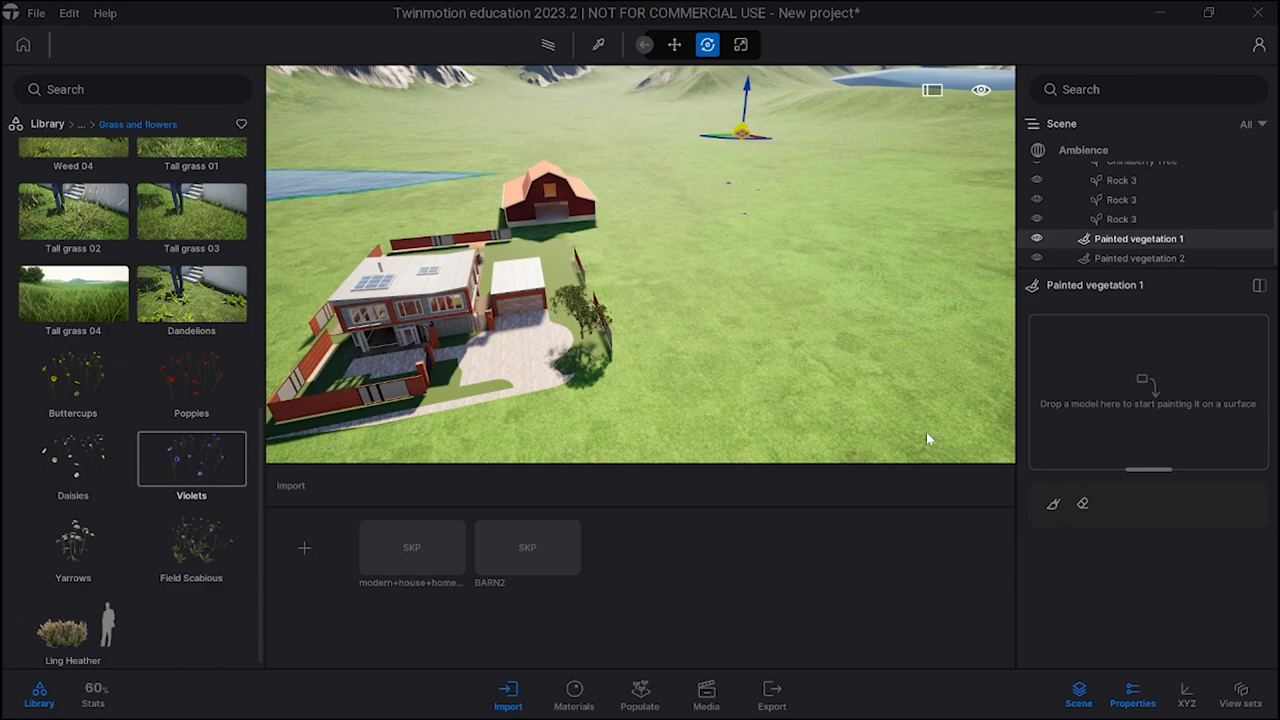 File Edit Help
Twinmotion education 2023.2 | NOT FOR COMMERCIAL USE - New project*
Search
Library > ... > Grass and flowers
Weed 04
Tall grass 01
Tall grass 02
Tall grass 03
Tall grass 04
Dandelions
Buttercups
Poppies
Daisies
Violets
Yarrows
Field Scabious
Ling Heather
Import
SKP
modern+house+home...
SKP
BARN2
Search
Scene
All
Ambience
Chinaberry Tree
Rock 3
Rock 3
Rock 3
Painted vegetation 1
Painted vegetation 2
Painted vegetation 1
Drop a model here to start painting it on a surface
Library
60%
Stats
Import
Materials
Populate
Media
Export
Scene
Properties
XYZ
View sets